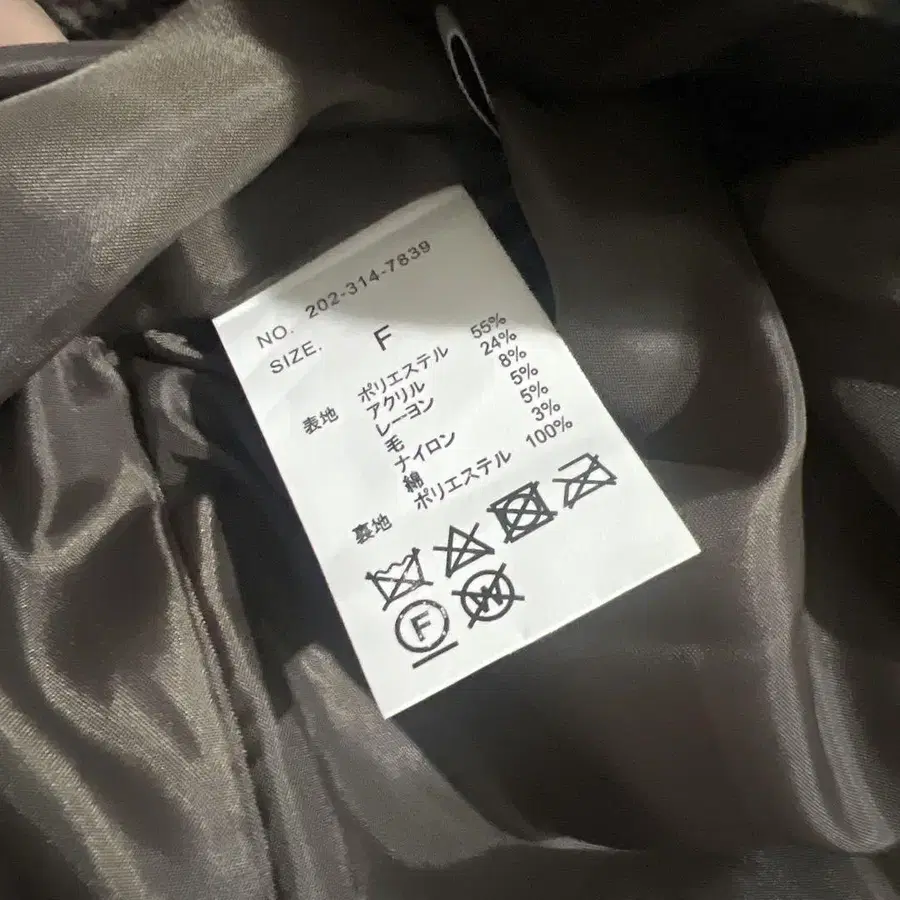 NO. 202-314-7839
SIZE. F
表地 ポリエステル 55%
アクリル 24%
レーヨン 8%
毛 5%
ナイロン 5%
綿 3%
裏地 ポリエステル 100%
F W